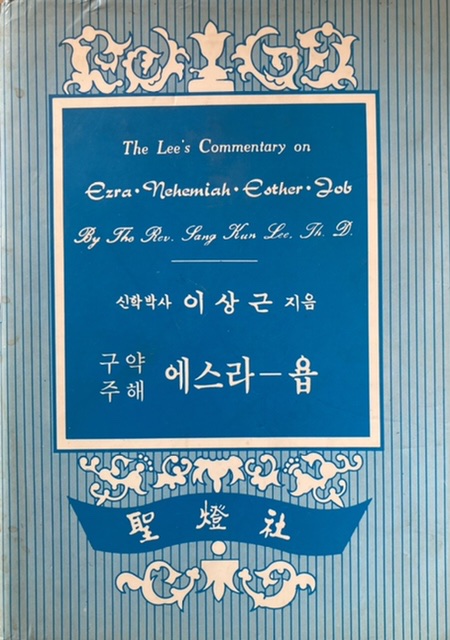 The Lee's Commentary on
Ezra · Nehemiah · Esther · Job
By Tho Rev. Sang Kun Lee, Th. D.
신학박사 이상근 지음
구약 주해 에스라-욥
聖燈社